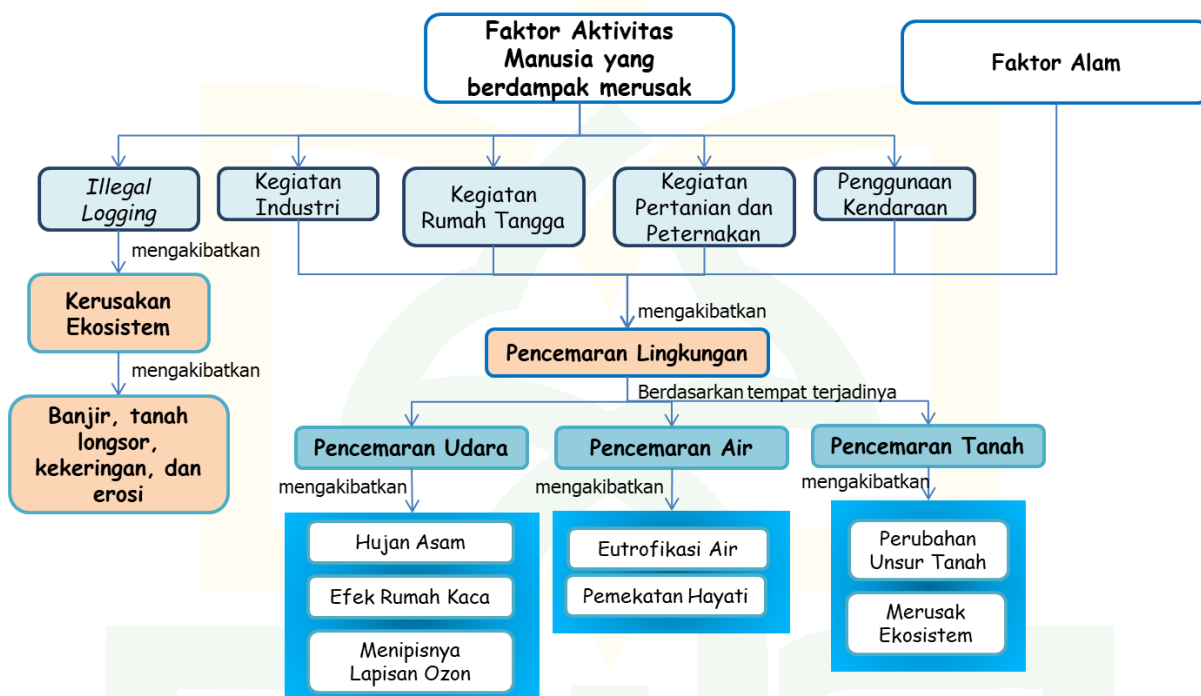 Faktor Aktivitas
Manusia yang
berdampak merusak
Faktor Alam
Illegal
Logging
Kegiatan
Industri
Kegiatan
Rumah Tangga
Kegiatan
Pertanian dan
Peternakan
Penggunaan
Kendaraan
mengakibatkan
Kerusakan
Ekosistem
mengakibatkan
Banjir, tanah
longsor,
kekeringan, dan
erosi
mengakibatkan
Pencemaran Lingkungan
Berdasarkan tempat terjadinya
Pencemaran Udara
mengakibatkan
Hujan Asam
Efek Rumah Kaca
Menipisnya
Lapisan Ozon
Pencemaran Air
mengakibatkan
Eutrofikasi Air
Pemekatan Hayati
Pencemaran Tanah
mengakibatkan
Perubahan
Unsur Tanah
Merusak
Ekosistem